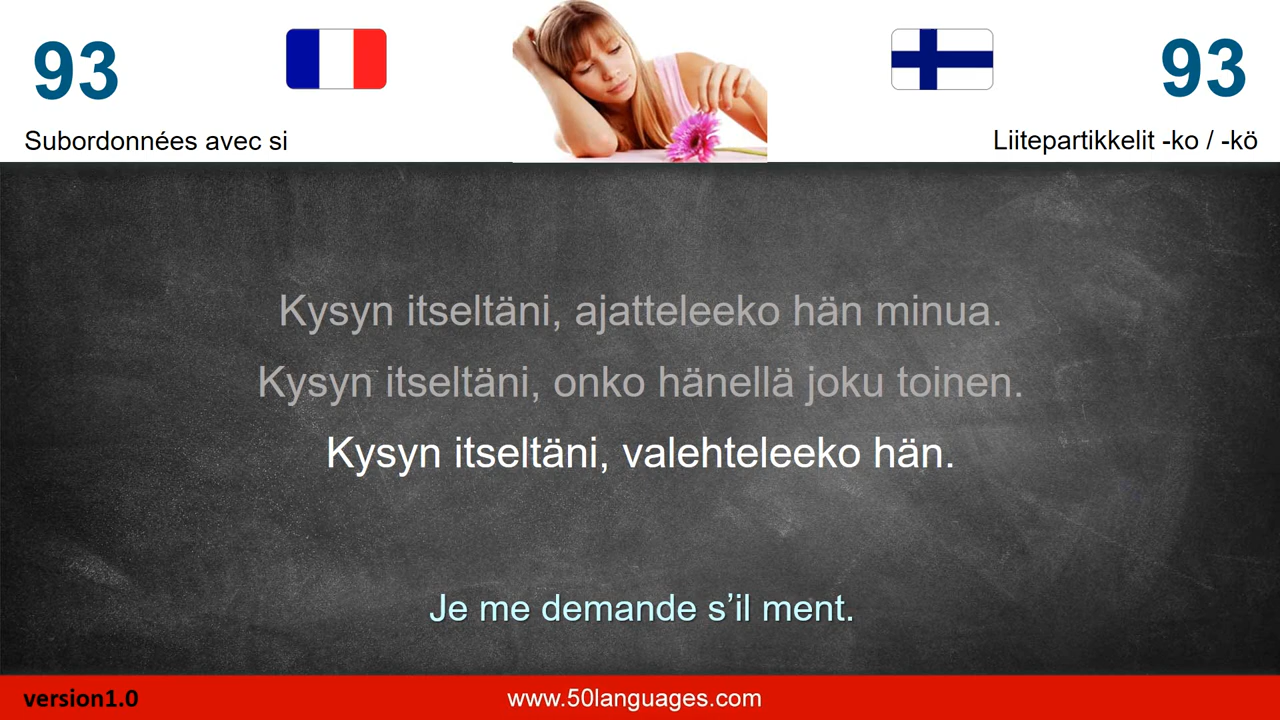 93
93
Subordonnées avec si
Liitepartikkelit -ko / -kö
Kysyn itseltäni, ajatteleeko hän minua.
Kysyn itseltäni, onko hänellä joku toinen.
Kysyn itseltäni, valehteleeko hän.
Je me demande s’il ment.
version1.0
www.50languages.com